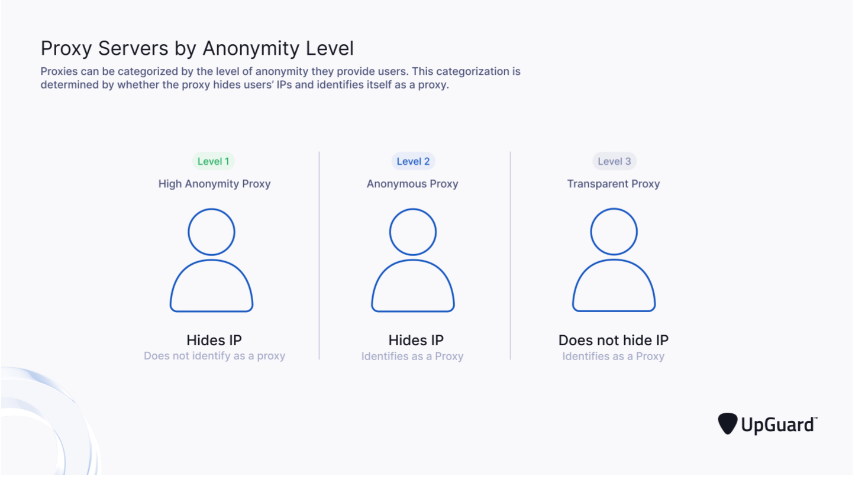 Proxy Servers by Anonymity Level
Proxies can be categorized by the level of anonymity they provide users. This categorization is
determined by whether the proxy hides users' IPs and identifies itself as a proxy.
Level 1
High Anonymity Proxy
Hides IP
Does not identify as a proxy
Level 2
Anonymous Proxy
Hides IP
Identifies as a Proxy
Level 3
Transparent Proxy
Does not hide IP
Identifies as a Proxy
UpGuard™